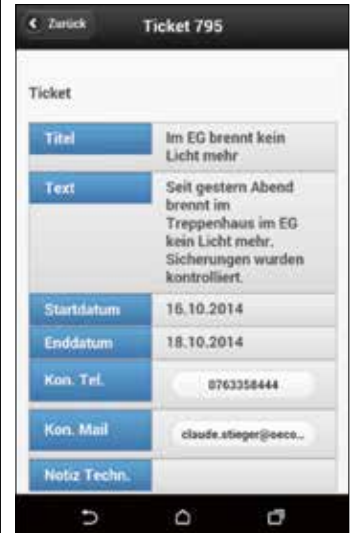 Zurück
Ticket 795
Ticket
Titel
Im EG brennt kein
Licht mehr
Text
Seit gestern Abend
brennt im
Treppenhaus im EG
kein Licht mehr.
Sicherungen wurden
kontrolliert.
Startdatum
16.10.2014
Enddatum
18.10.2014
Kon. Tel.
0763358444
Kon. Mail
claude.stieger@oeco...
Notiz Techn.